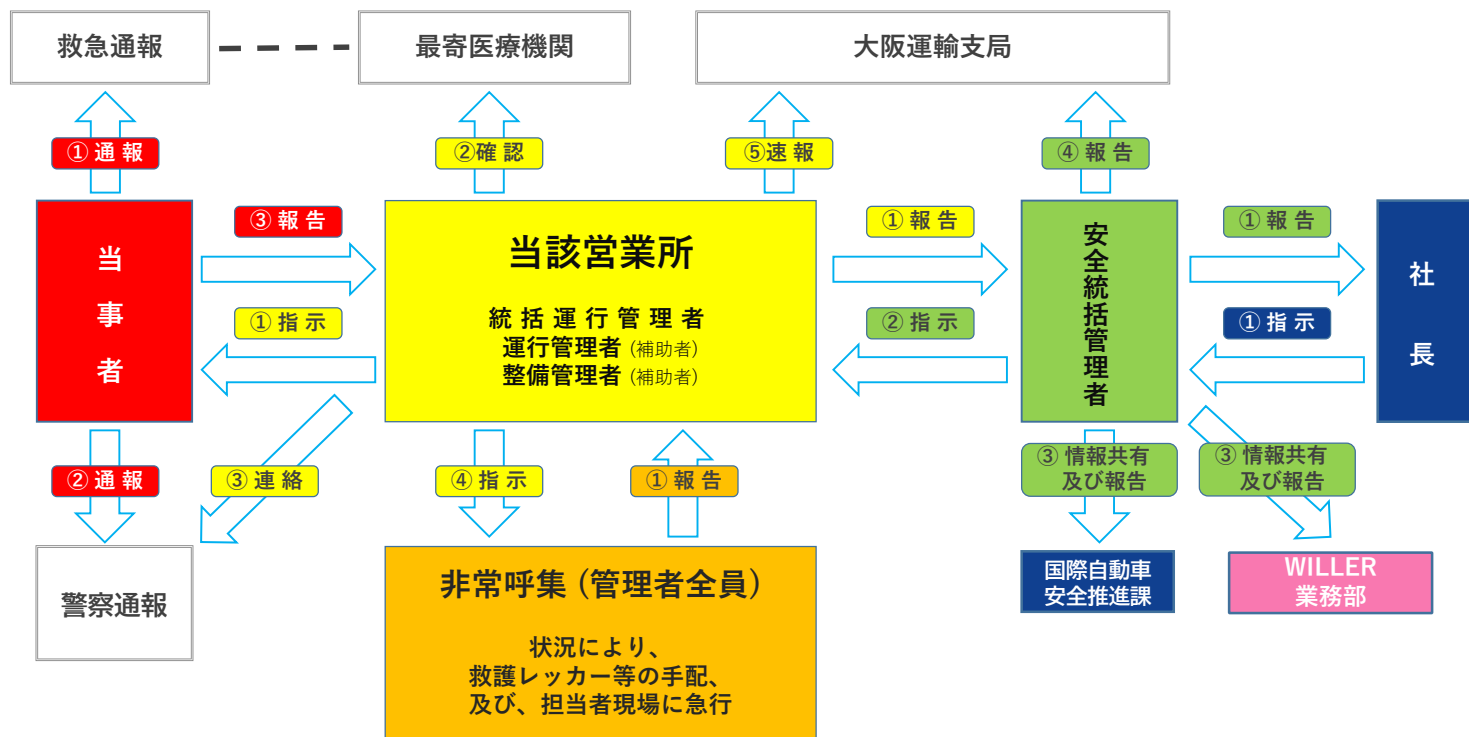 救急通報
最寄医療機関
大阪運輸支局
① 通 報
②確 認
⑤速 報
④ 報 告
③ 報 告
① 報 告
① 報 告
当
事
者
当該営業所
統 括 運 行 管 理 者
運行管理者 (補助者)
整備管理者 (補助者)
安全統括管理者
社
長
① 指 示
② 指 示
① 指 示
② 通 報
③ 連 絡
④ 指 示
① 報 告
③ 情報共有
及び報告
③ 情報共有
及び報告
警察通報
非常呼集 (管理者全員)
状況により、
救護レッカー等の手配、
及び、担当者現場に急行
国際自動車
安全推進課
WILLER
業務部